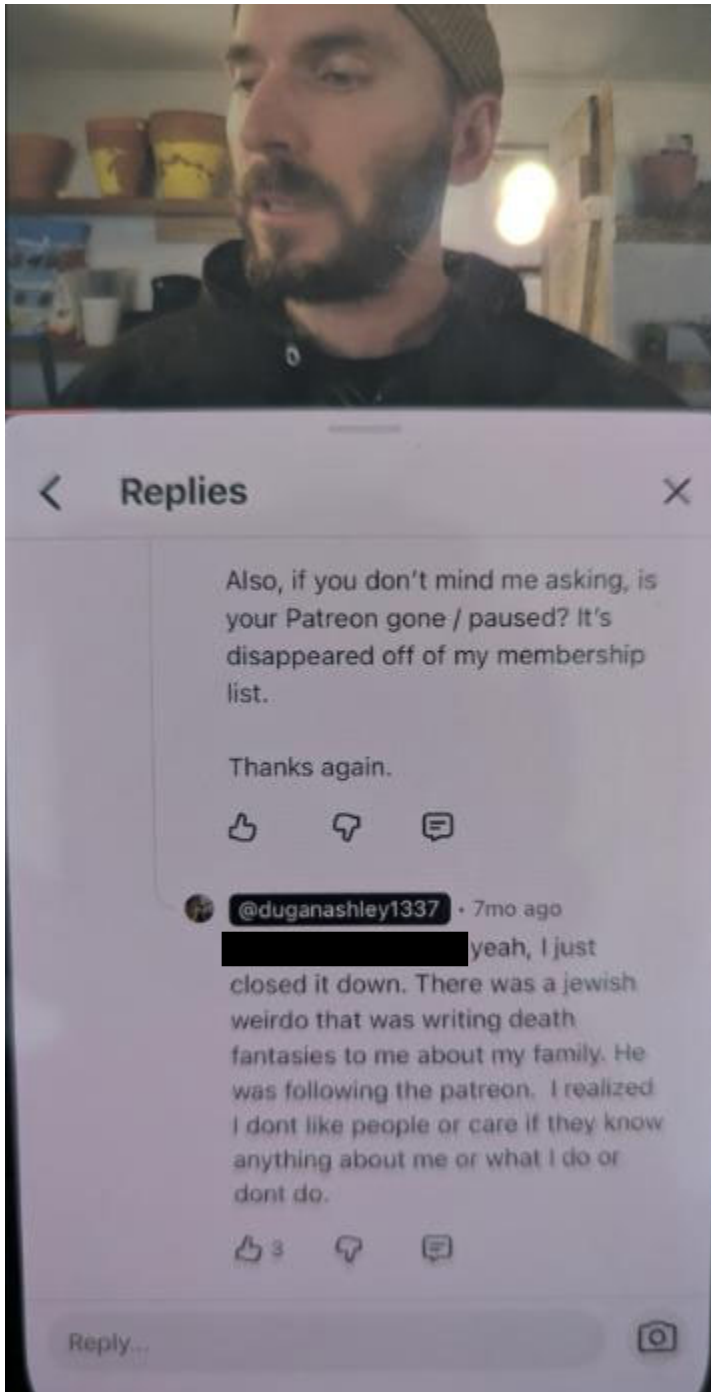 Replies
Also, if you don't mind me asking, is
your Patreon gone / paused? It's
disappeared off of my membership
list.
Thanks again.
@duganashley1337 • 7mo ago
yeah, I just
closed it down. There was a jewish
weirdo that was writing death
fantasies to me about my family. He
was following the patreon. I realized
I dont like people or care if they know
anything about me or what I do or
dont do.
3
Reply...